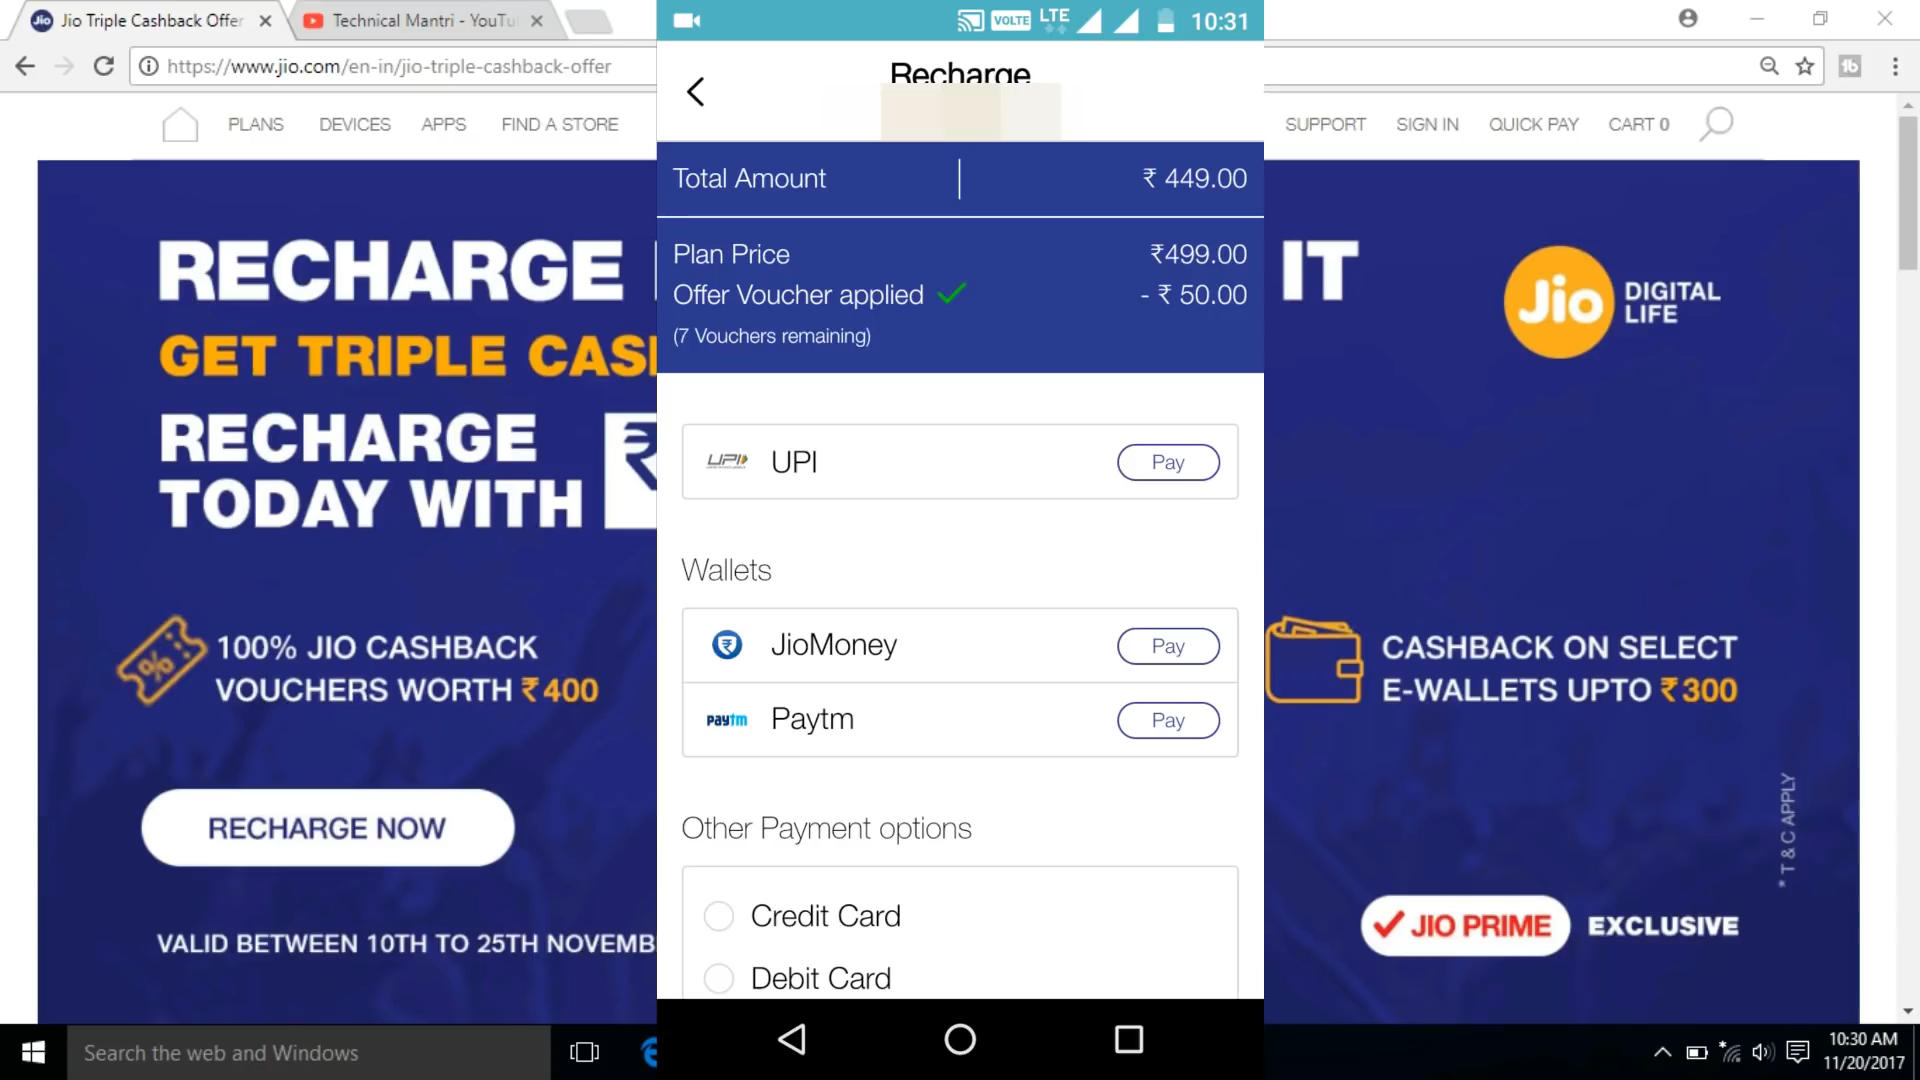 Jio Triple Cashback Offer
Technical Mantri - YouTu
https://www.jio.com/en-in/jio-triple-cashback-offer
PLANS DEVICES APPS FIND A STORE
SUPPORT SIGN IN QUICK PAY CART 0
VOLTE LTE 10:31
Recharge
Total Amount ₹ 449.00
Plan Price ₹499.00
Offer Voucher applied - ₹ 50.00
(7 Vouchers remaining)
UPI UPI Pay
Wallets
JioMoney Pay
paytm Paytm Pay
Other Payment options
Credit Card
Debit Card
RECHARGE
IT
GET TRIPLE CAS
RECHARGE
TODAY WITH ₹
Jio DIGITAL
LIFE
100% JIO CASHBACK
VOUCHERS WORTH ₹400
CASHBACK ON SELECT
E-WALLETS UPTO ₹300
RECHARGE NOW
* T & C APPLY
JIO PRIME EXCLUSIVE
VALID BETWEEN 10TH TO 25TH NOVEMB
Search the web and Windows
10:30 AM
11/20/2017